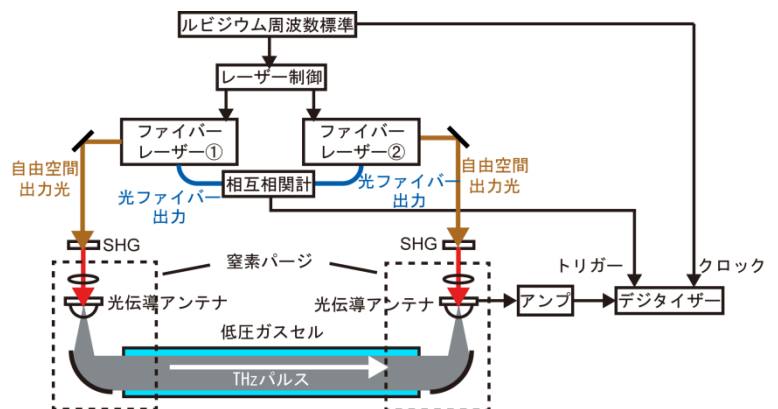 ルビジウム周波数標準
レーザー制御
ファイバー
レーザー①
ファイバー
レーザー②
自由空間
出力光
光ファイバー
出力
相互相関計
光ファイバー
出力
自由空間
出力光
SHG
SHG
窒素パージ
トリガー
クロック
光伝導アンテナ
光伝導アンテナ
アンプ
デジタイザー
低圧ガスセル
THzパルス